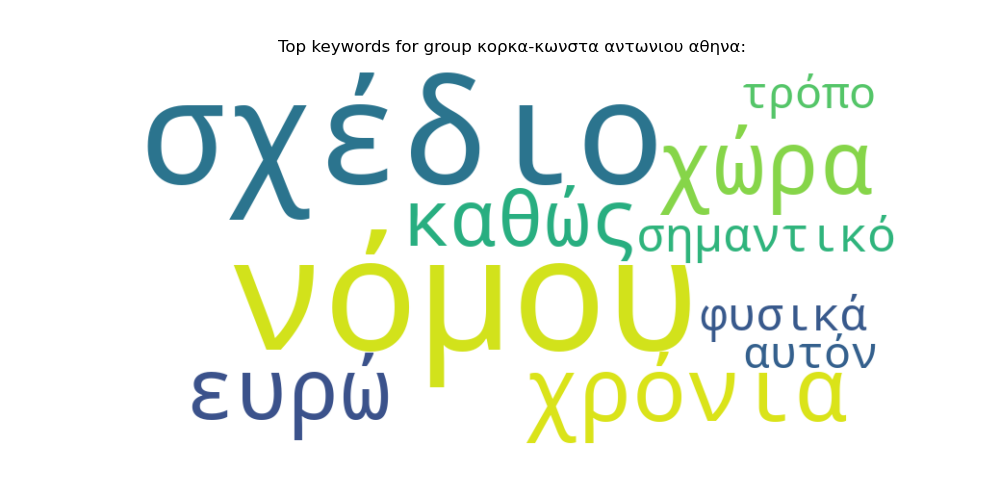 Top keywords for group κορκα-κωνστα αντωνιου αθηνα:
σχέδιο
τρόπο
χώρα
καθώς
σημαντικό
νόμου
φυσικά
αυτόν
ευρώ
χρόνια